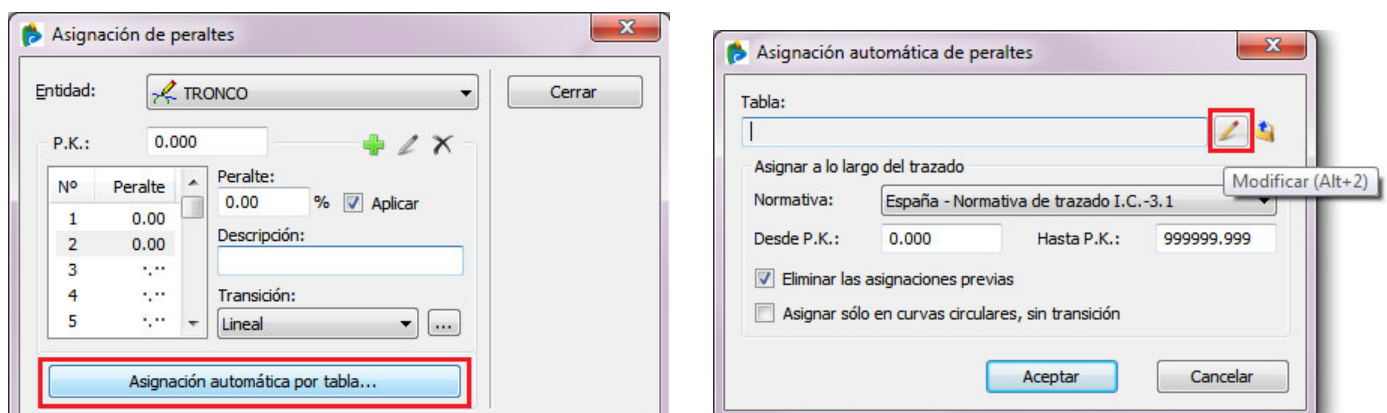 Asignación de peraltes
Entidad:
TRONCO
Cerrar
P.K.:
0.000
Nº Peralte
1 0.00
2 0.00
3 ·.··
4 ·.··
5 ·.··
Peralte:
0.00 % Aplicar
Descripción:
Transición:
Lineal
...
Asignación automática por tabla...
Asignación automática de peraltes
Tabla:
Modificar (Alt+2)
Asignar a lo largo del trazado
Normativa: España - Normativa de trazado I.C.-3.1
Desde P.K.: 0.000 Hasta P.K.: 999999.999
Eliminar las asignaciones previas
Asignar sólo en curvas circulares, sin transición
Aceptar Cancelar